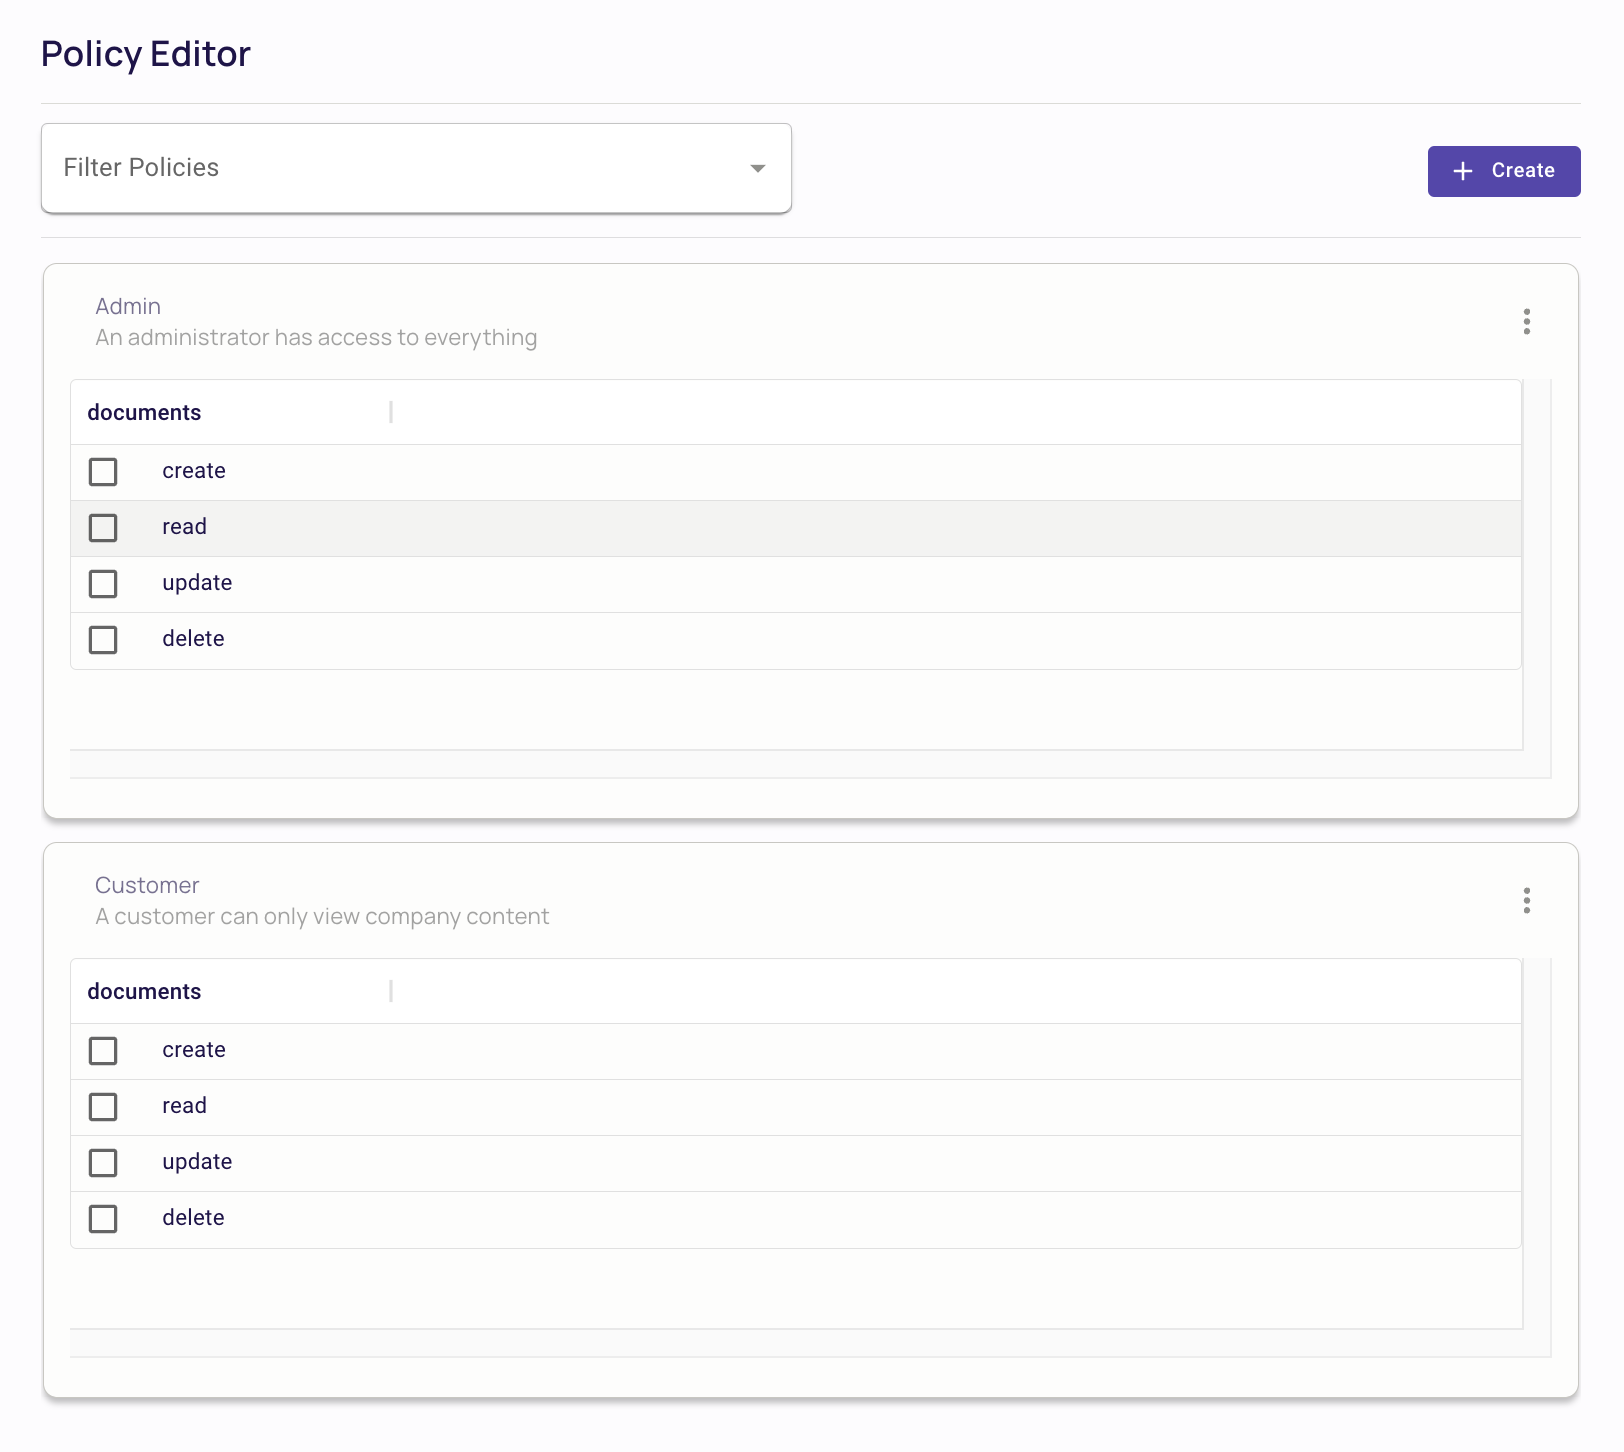 Policy Editor
Filter Policies
Create
Admin
An administrator has access to everything
documents
create
read
update
delete
Customer
A customer can only view company content
documents
create
read
update
delete